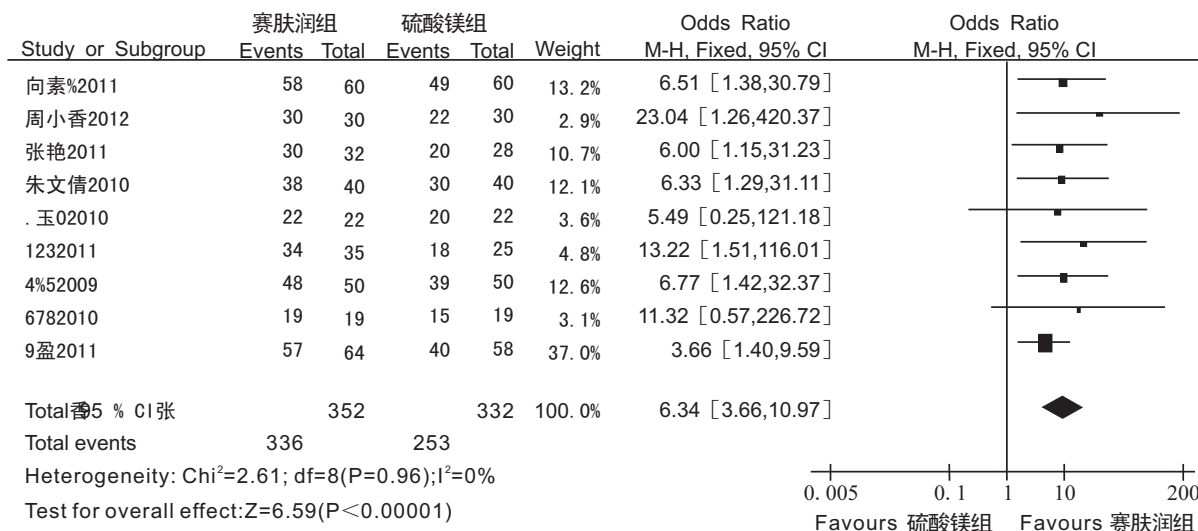 赛肤润组 硫酸镁组 Odds Ratio Odds Ratio
Study or Subgroup Events Total Events Total Weight M-H, Fixed, 95% CI M-H, Fixed, 95% CI
向素%2011 58 60 49 60 13.2% 6.51［1.38,30.79］
周小香2012 30 30 22 30 2.9% 23.04［1.26,420.37］
张艳2011 30 32 20 28 10.7% 6.00［1.15,31.23］
朱文倩2010 38 40 30 40 12.1% 6.33［1.29,31.11］
.玉02010 22 22 20 22 3.6% 5.49［0.25,121.18］
1232011 34 35 18 25 4.8% 13.22［1.51,116.01］
4%52009 48 50 39 50 12.6% 6.77［1.42,32.37］
6782010 19 19 15 19 3.1% 11.32［0.57,226.72］
9盈2011 57 64 40 58 37.0% 3.66［1.40,9.59］
Total 95 % CI张 352 332 100.0% 6.34［3.66,10.97］
Total events 336 253
Heterogeneity: Chi²=2.61; df=8(P=0.96);I²=0%
Test for overall effect:Z=6.59(P＜0.00001)
0.005 0.1 1 10 200
Favours 硫酸镁组 Favours 赛肤润组